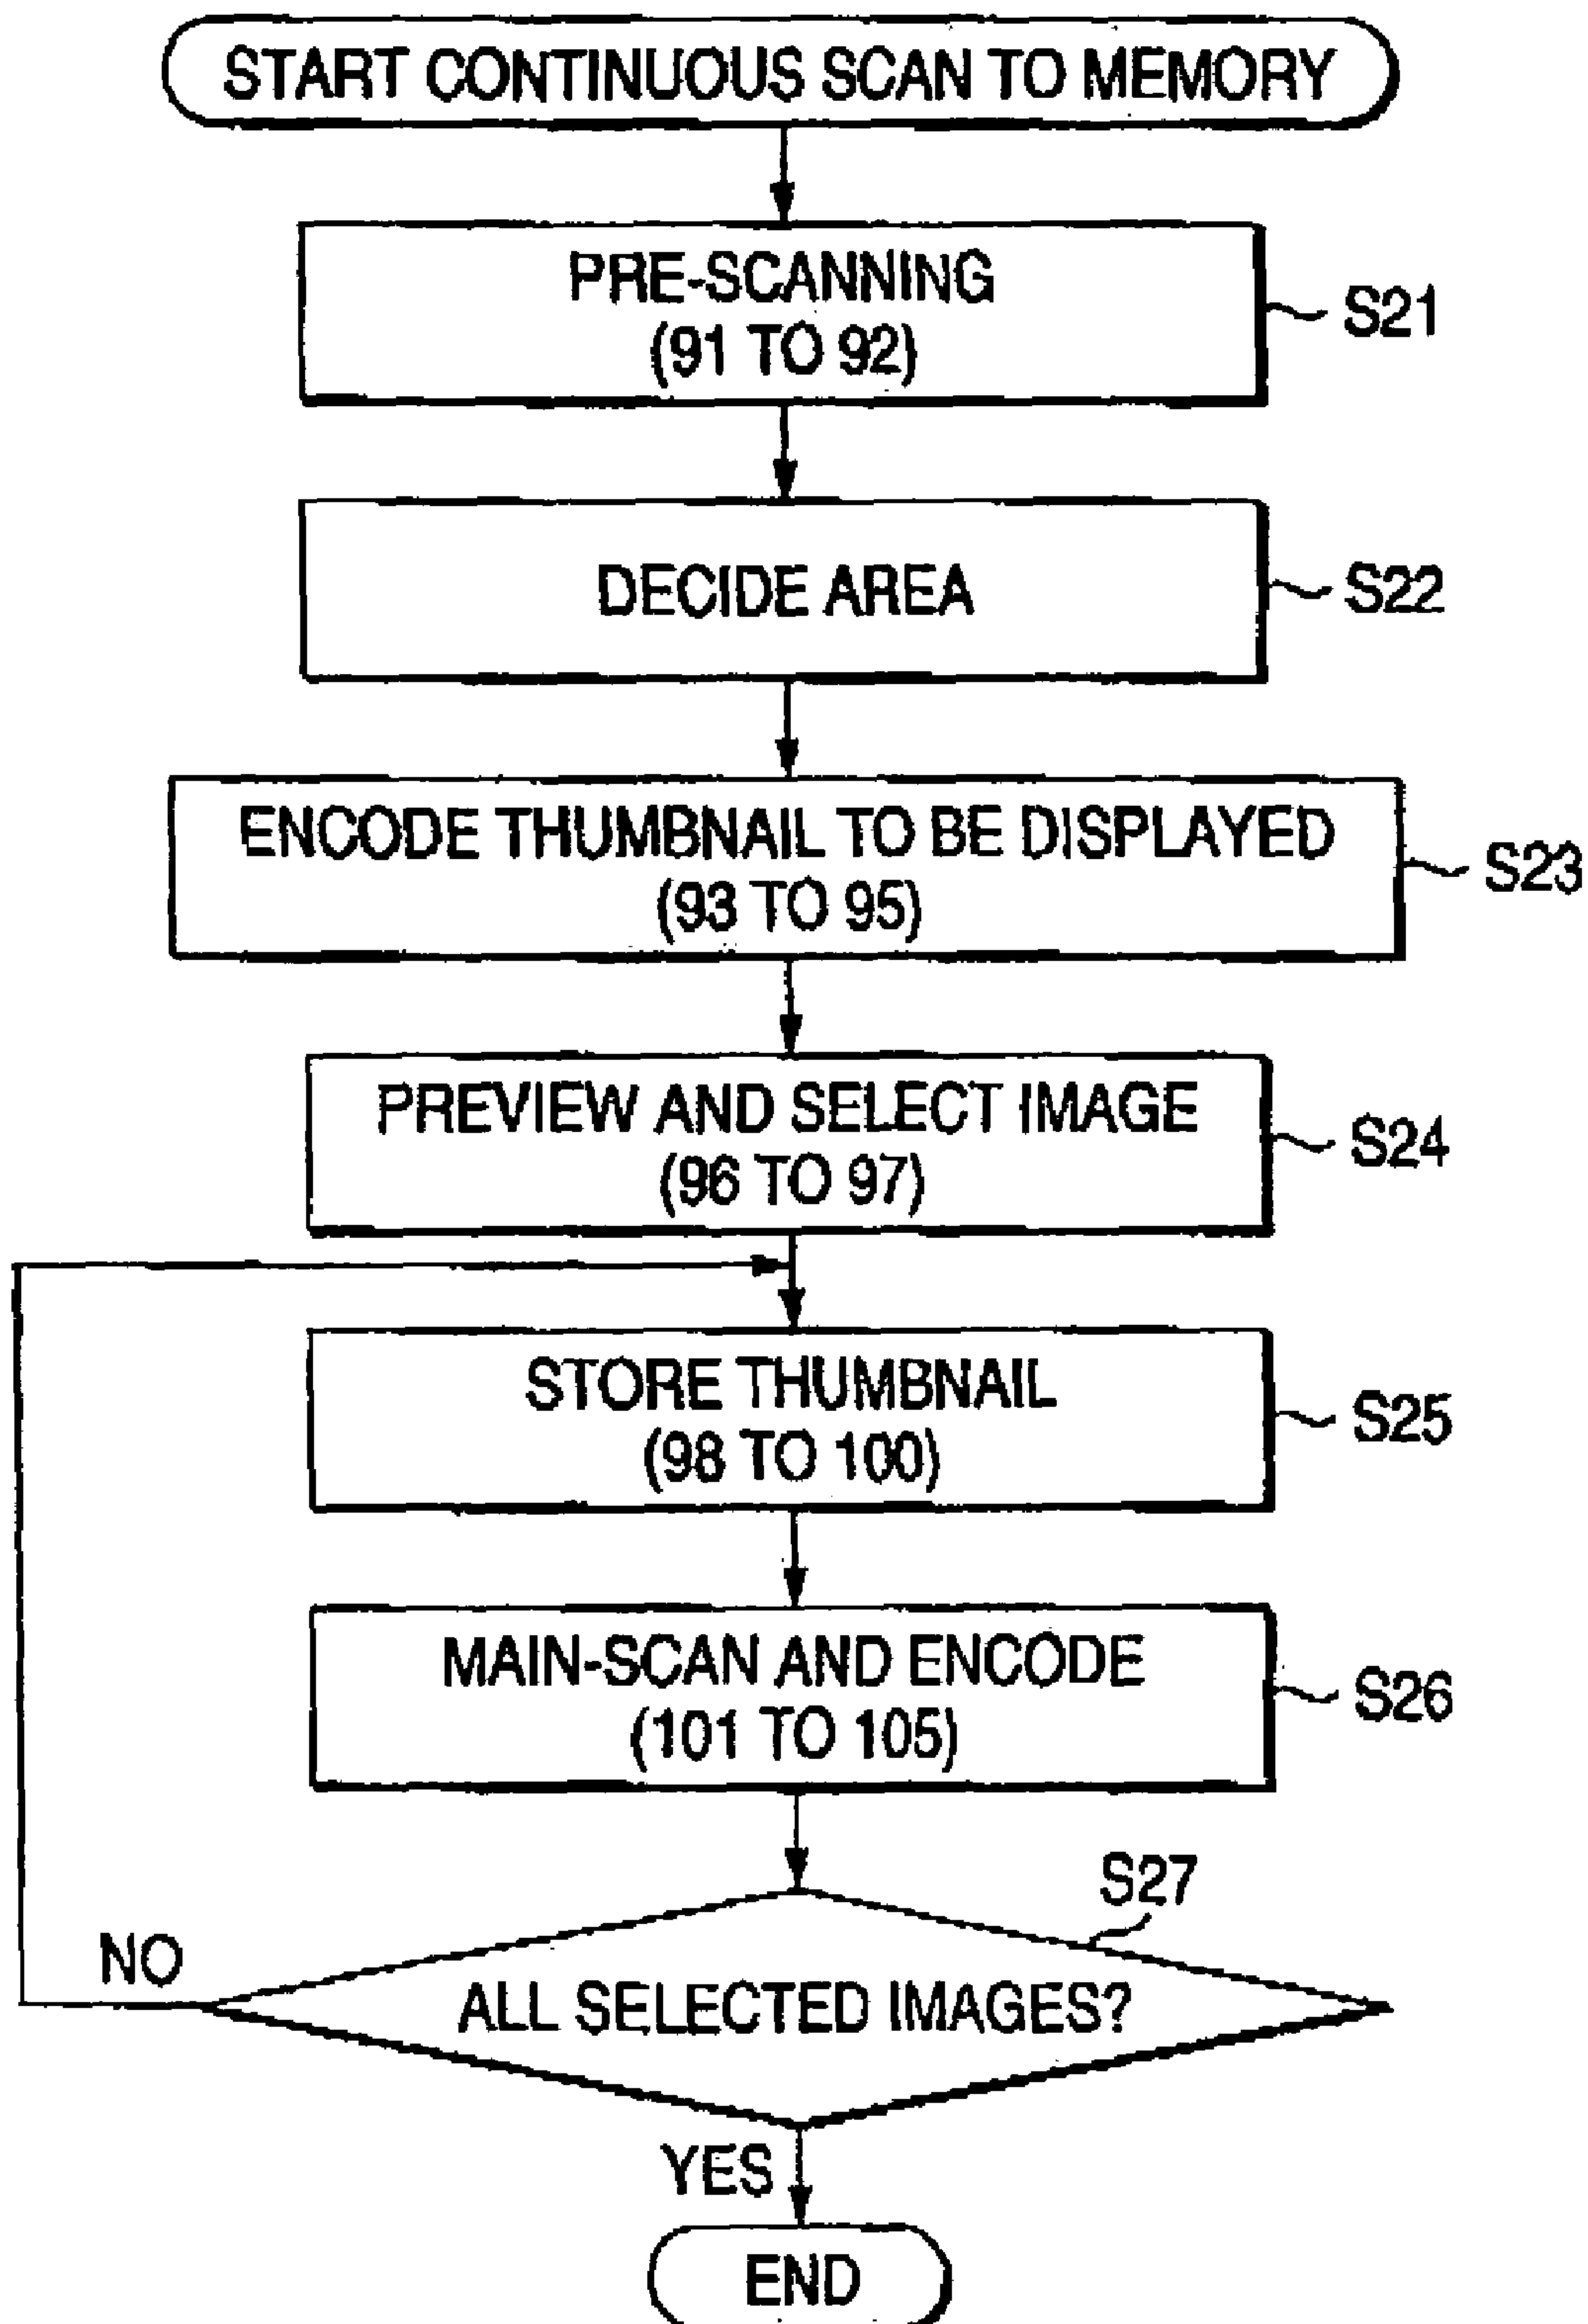 START CONTINUOUS SCAN TO MEMORY
PRE-SCANNING
(91 TO 92)
S21
DECIDE AREA
S22
ENCODE THUMBNAIL TO BE DISPLAYED
(93 TO 95)
S23
PREVIEW AND SELECT IMAGE
(96 TO 97)
S24
STORE THUMBNAIL
(98 TO 100)
S25
MAIN-SCAN AND ENCODE
(101 TO 105)
S26
S27
NO
ALL SELECTED IMAGES?
YES
END